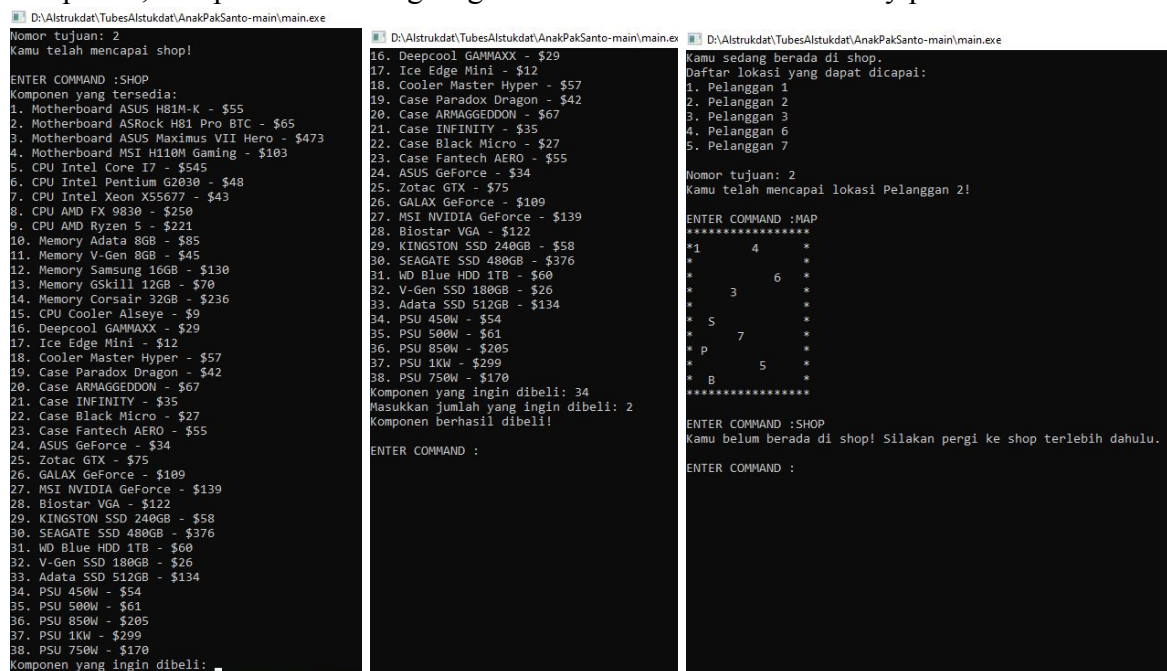 D:\Alstrukdat\TubesAlstukdat\AnakPakSanto-main\main.exe
Nomor tujuan: 2
Kamu telah mencapai shop!
ENTER COMMAND :SHOP
Komponen yang tersedia:
1. Motherboard ASUS H81M-K - $55
2. Motherboard ASRock H81 Pro BTC - $65
3. Motherboard ASUS Maximus VII Hero - $473
4. Motherboard MSI H110M Gaming - $103
5. CPU Intel Core I7 - $545
6. CPU Intel Pentium G2030 - $48
7. CPU Intel Xeon X55677 - $43
8. CPU AMD FX 9830 - $250
9. CPU AMD Ryzen 5 - $221
10. Memory Adata 8GB - $85
11. Memory V-Gen 8GB - $45
12. Memory Samsung 16GB - $130
13. Memory GSkill 12GB - $70
14. Memory Corsair 32GB - $236
15. CPU Cooler Alseye - $9
16. Deepcool GAMMAXX - $29
17. Ice Edge Mini - $12
18. Cooler Master Hyper - $57
19. Case Paradox Dragon - $42
20. Case ARMAGGEDDON - $67
21. Case INFINITY - $35
22. Case Black Micro - $27
23. Case Fantech AERO - $55
24. ASUS GeForce - $34
25. Zotac GTX - $75
26. GALAX GeForce - $109
27. MSI NVIDIA GeForce - $139
28. Biostar VGA - $122
29. KINGSTON SSD 240GB - $58
30. SEAGATE SSD 480GB - $376
31. WD Blue HDD 1TB - $60
32. V-Gen SSD 180GB - $26
33. Adata SSD 512GB - $134
34. PSU 450W - $54
35. PSU 500W - $61
36. PSU 850W - $205
37. PSU 1KW - $299
38. PSU 750W - $170
Komponen yang ingin dibeli: _
D:\Alstrukdat\TubesAlstukdat\AnakPakSanto-main\main.ex
16. Deepcool GAMMAXX - $29
17. Ice Edge Mini - $12
18. Cooler Master Hyper - $57
19. Case Paradox Dragon - $42
20. Case ARMAGGEDDON - $67
21. Case INFINITY - $35
22. Case Black Micro - $27
23. Case Fantech AERO - $55
24. ASUS GeForce - $34
25. Zotac GTX - $75
26. GALAX GeForce - $109
27. MSI NVIDIA GeForce - $139
28. Biostar VGA - $122
29. KINGSTON SSD 240GB - $58
30. SEAGATE SSD 480GB - $376
31. WD Blue HDD 1TB - $60
32. V-Gen SSD 180GB - $26
33. Adata SSD 512GB - $134
34. PSU 450W - $54
35. PSU 500W - $61
36. PSU 850W - $205
37. PSU 1KW - $299
38. PSU 750W - $170
Komponen yang ingin dibeli: 34
Masukkan jumlah yang ingin dibeli: 2
Komponen berhasil dibeli!
ENTER COMMAND :
D:\Alstrukdat\TubesAlstukdat\AnakPakSanto-main\main.exe
Kamu sedang berada di shop.
Daftar lokasi yang dapat dicapai:
1. Pelanggan 1
2. Pelanggan 2
3. Pelanggan 3
4. Pelanggan 6
5. Pelanggan 7
Nomor tujuan: 2
Kamu telah mencapai lokasi Pelanggan 2!
ENTER COMMAND :MAP
*****************
*1       4      *
*               *
*           6   *
*     3         *
*               *
*  S            *
*      7        *
* P             *
*         5     *
*  B            *
*****************
ENTER COMMAND :SHOP
Kamu belum berada di shop! Silakan pergi ke shop terlebih dahulu.
ENTER COMMAND :